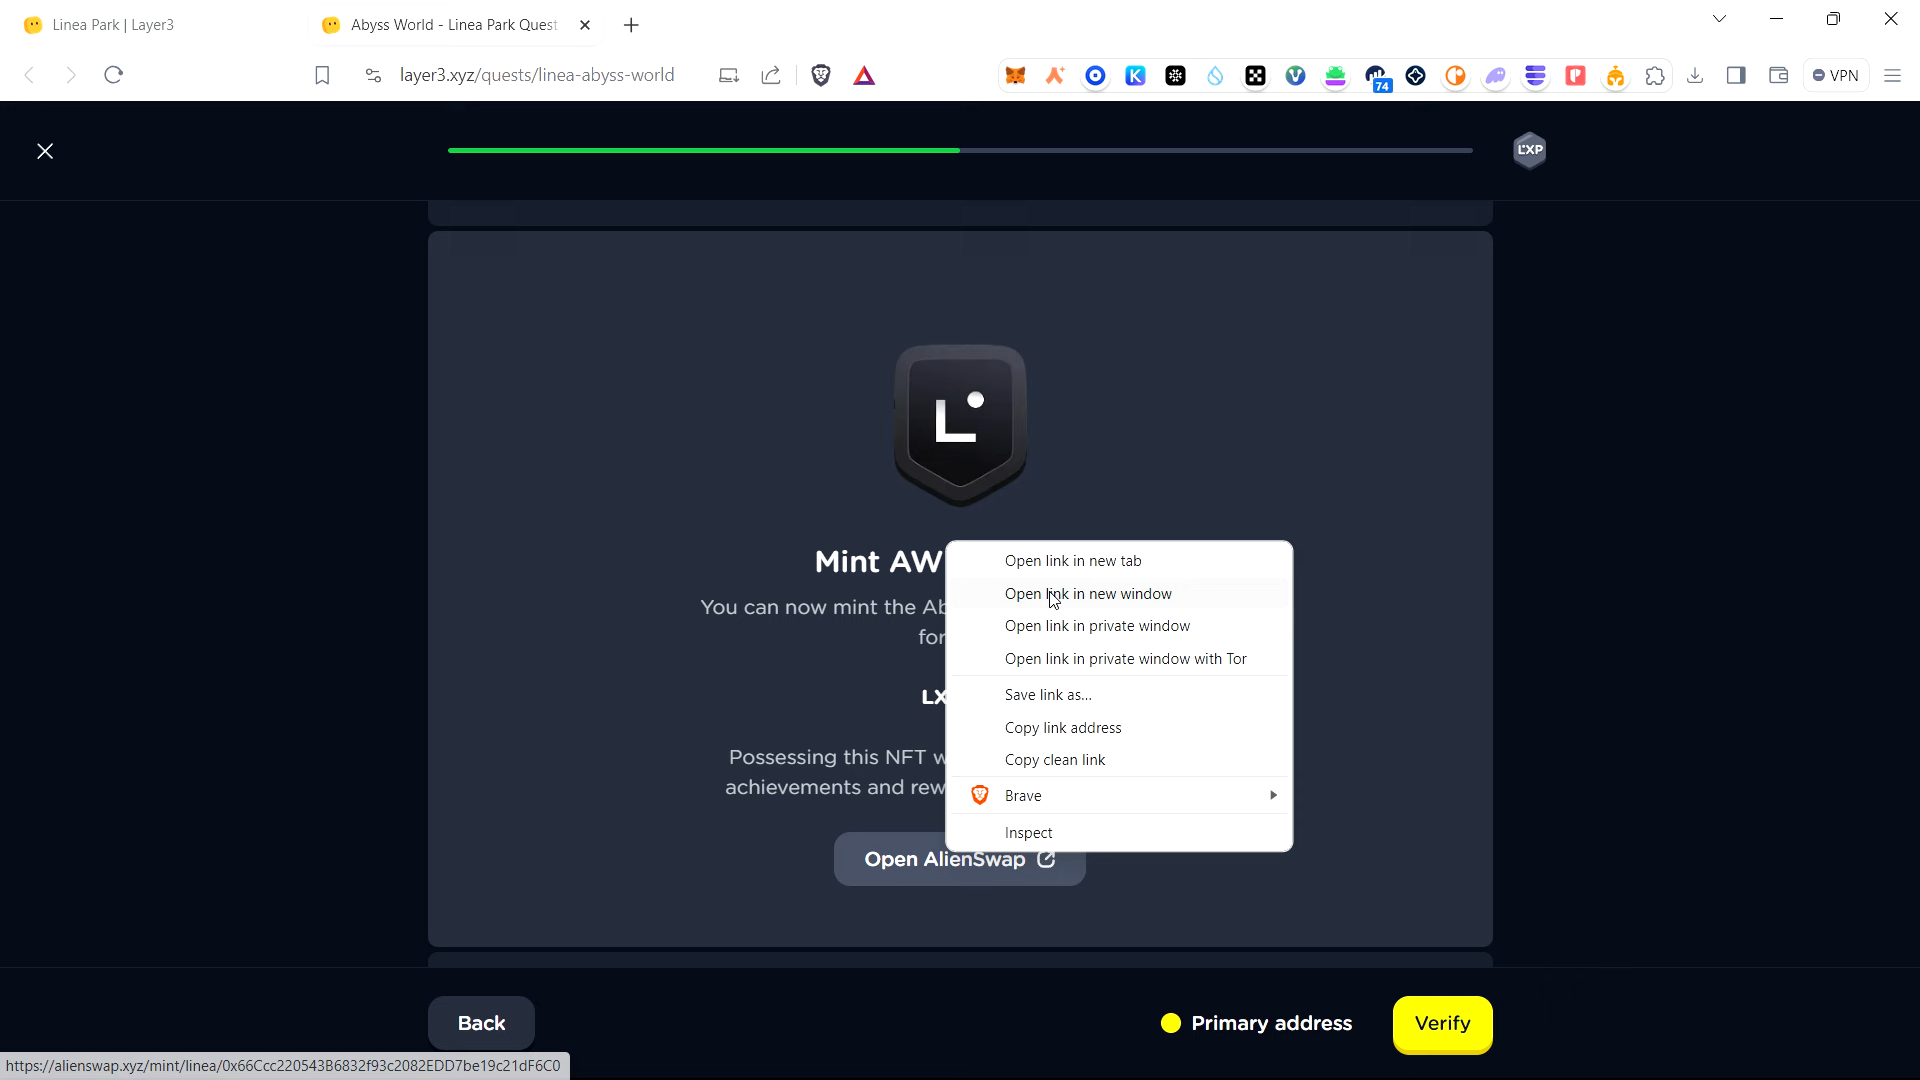 Linea Park | Layer3
Abyss World - Linea Park Quest
layer3.xyz/quests/linea-abyss-world
74
VPN
LXP
L
Mint AW
You can now mint the Ab
for
LX
Possessing this NFT w
achievements and rew
Open AlienSwap
Open link in new tab
Open link in new window
Open link in private window
Open link in private window with Tor
Save link as...
Copy link address
Copy clean link
Brave
Inspect
Back
Primary address
Verify
https://alienswap.xyz/mint/linea/0x66Ccc220543B6832f93c2082EDD7be19c21dF6C0